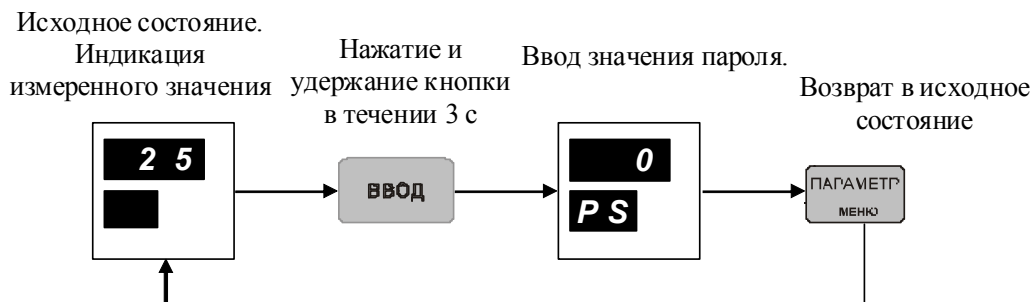 Исходное состояние.
Индикация
измеренного значения
Нажатие и
удержание кнопки
в течении 3 с
Ввод значения пароля.
Возврат в исходное
состояние
2 5
ВВОД
0
P S
ПАРАМЕТР
МЕНЮ